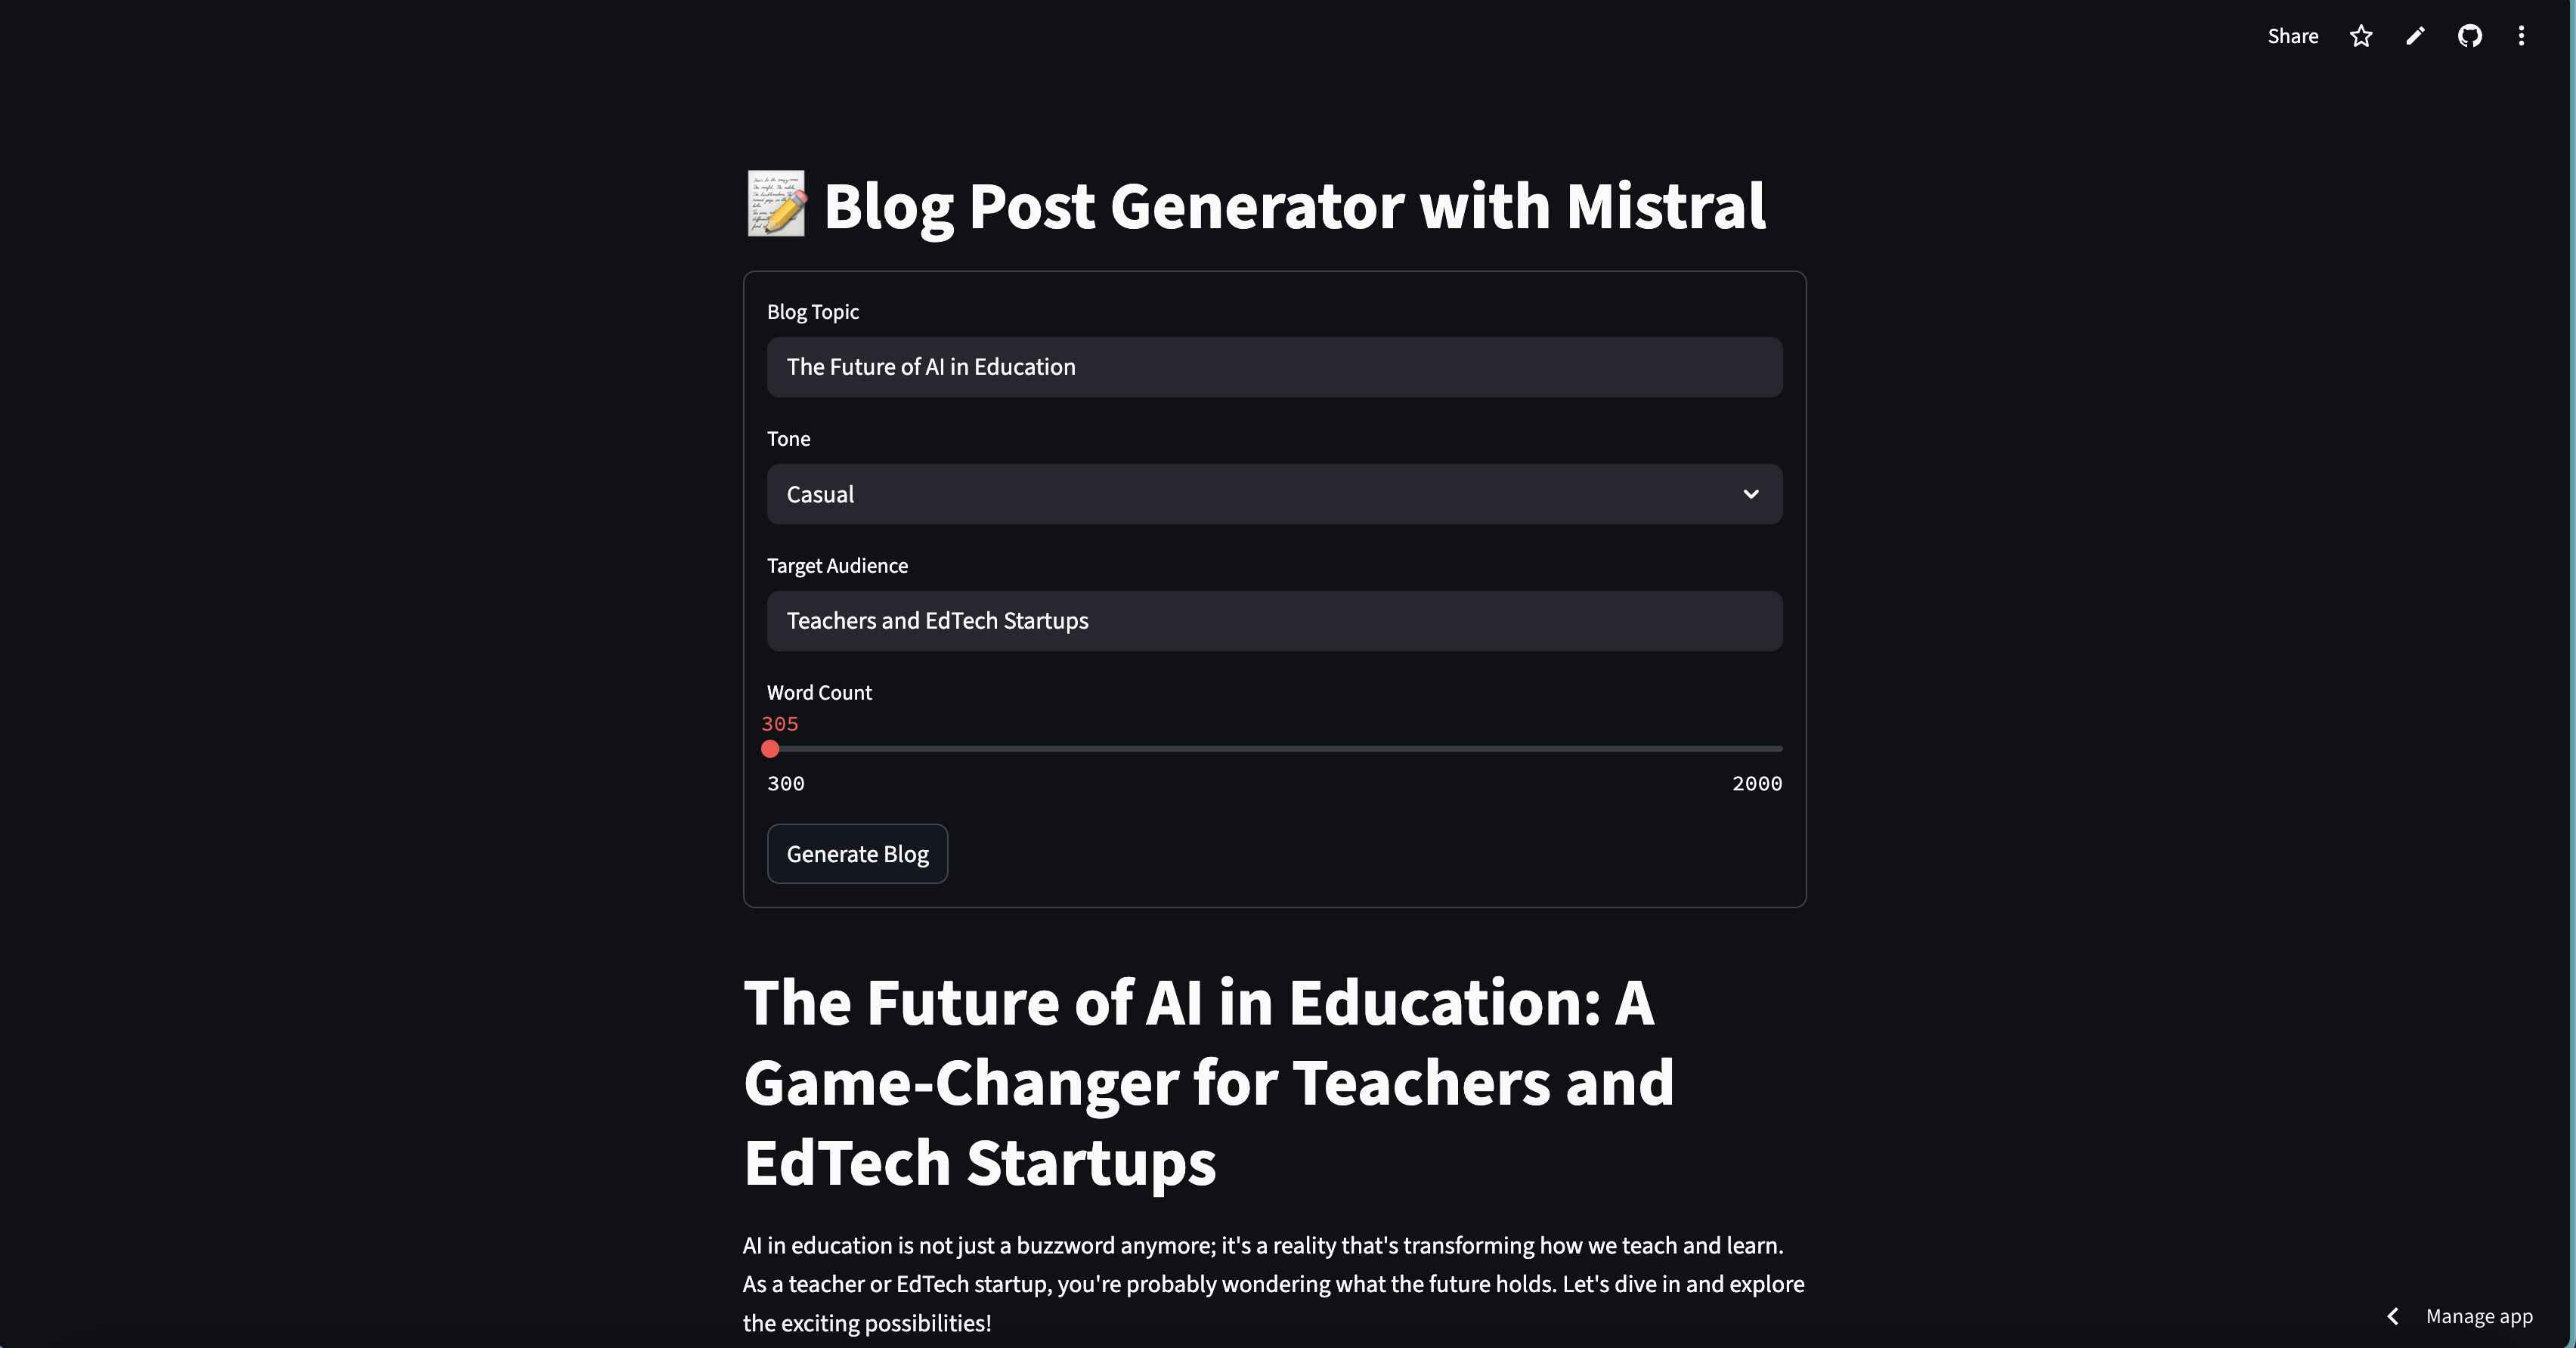 Share
Blog Post Generator with Mistral
Blog Topic
The Future of AI in Education
Tone
Casual
Target Audience
Teachers and EdTech Startups
Word Count
305
300
2000
Generate Blog
The Future of AI in Education: A
Game-Changer for Teachers and
EdTech Startups
AI in education is not just a buzzword anymore; it's a reality that's transforming how we teach and learn.
As a teacher or EdTech startup, you're probably wondering what the future holds. Let's dive in and explore
the exciting possibilities!
Manage app